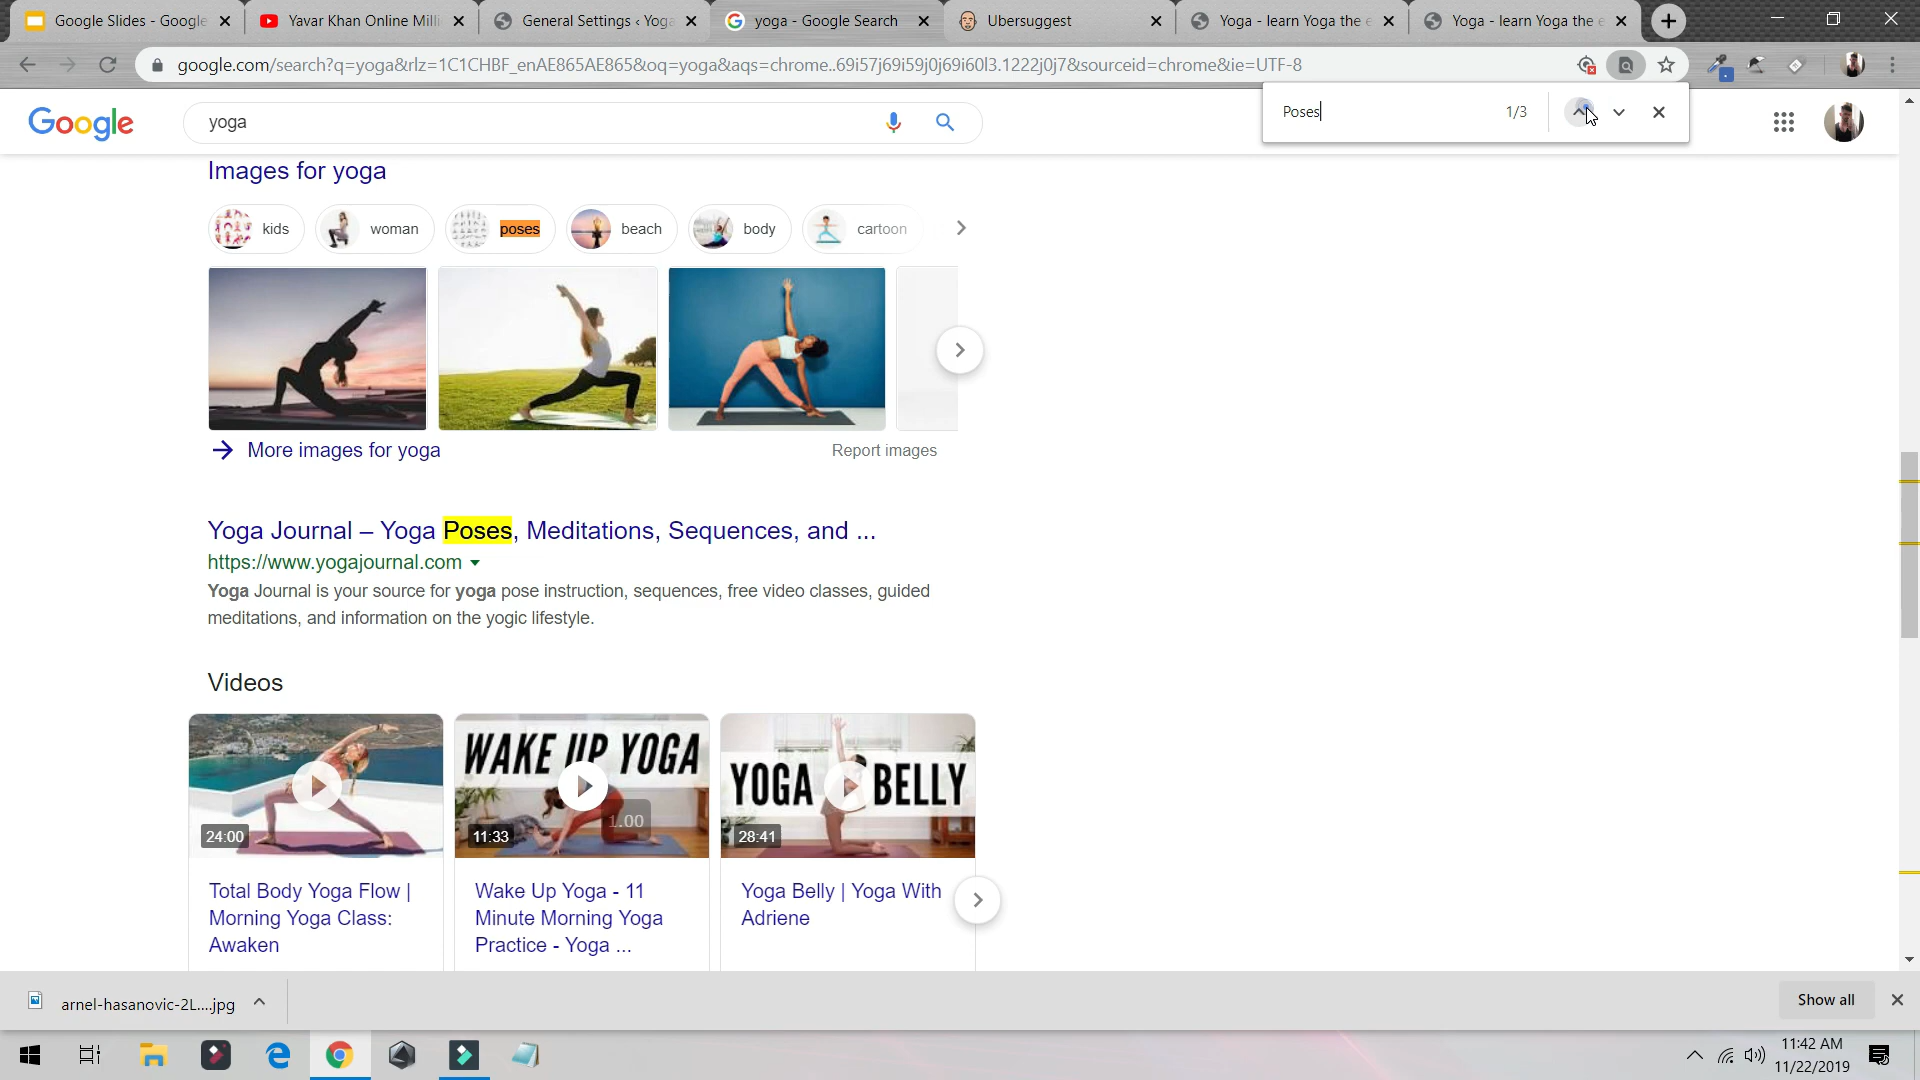 Google Slides - Google
Yavar Khan Online Milli
General Settings ‹ Yoga
yoga - Google Search
Ubersuggest
Yoga - learn Yoga the e
Yoga - learn Yoga the e
google.com/search?q=yoga&rlz=1C1CHBF_enAE865AE865&oq=yoga&aqs=chrome..69i57j69i59j0j69i60l3.1222j0j7&sourceid=chrome&ie=UTF-8
Poses
1/3
Google
yoga
Images for yoga
kids
woman
poses
beach
body
cartoon
More images for yoga
Report images
Yoga Journal – Yoga Poses, Meditations, Sequences, and ...
https://www.yogajournal.com
Yoga Journal is your source for yoga pose instruction, sequences, free video classes, guided
meditations, and information on the yogic lifestyle.
Videos
24:00
WAKE UP YOGA
11:33
1.00
YOGA BELLY
28:41
Total Body Yoga Flow |
Morning Yoga Class:
Awaken
Wake Up Yoga - 11
Minute Morning Yoga
Practice - Yoga ...
Yoga Belly | Yoga With
Adriene
arnel-hasanovic-2L....jpg
Show all
11:42 AM
11/22/2019